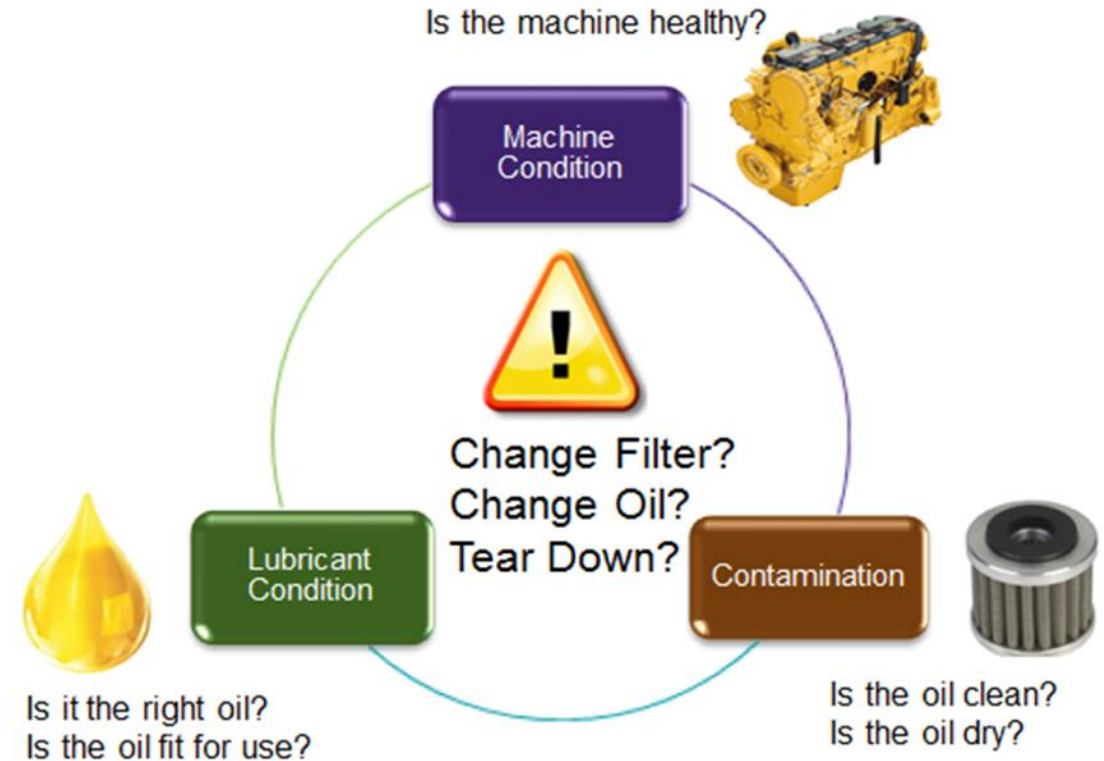 Is the machine healthy?
Machine
Condition
Change Filter?
Change Oil?
Tear Down?
Lubricant
Condition
Contamination
Is it the right oil?
Is the oil fit for use?
Is the oil clean?
Is the oil dry?